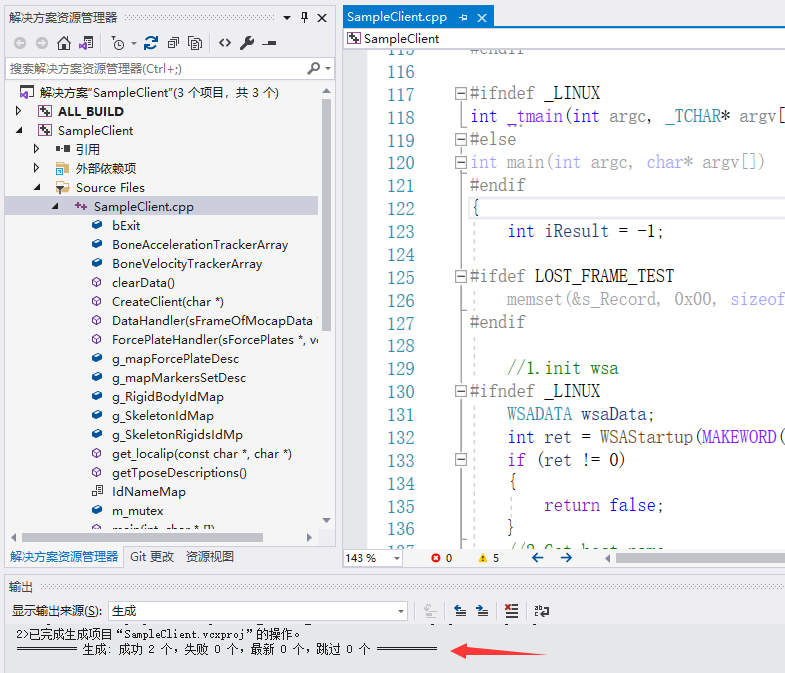 解决方案资源管理器
搜索解决方案资源管理器(Ctrl+;)
解决方案"SampleClient"(3 个项目，共 3 个)
ALL_BUILD
SampleClient
引用
外部依赖项
Source Files
SampleClient.cpp
bExit
BoneAccelerationTrackerArray
BoneVelocityTrackerArray
clearData()
CreateClient(char *)
DataHandler(sFrameOfMocapData
ForcePlateHandler(sForcePlates *, vo
g_mapForcePlateDesc
g_mapMarkersSetDesc
g_RigidBodyIdMap
g_SkeletonIdMap
g_SkeletonRigidsIdMp
get_localip(const char *, char *)
getTposeDescriptions()
IdNameMap
m_mutex
main(int, char * [])
解决方案资源管理器 Git 更改 资源视图
SampleClient.cpp
SampleClient
115 #endif
116
117 #ifndef _LINUX
118 int _tmain(int argc, _TCHAR* argv[
119 #else
120 int main(int argc, char* argv[])
121 #endif
122 {
123 int iResult = -1;
124
125 #ifdef LOST_FRAME_TEST
126 memset(&s_Record, 0x00, sizeof
127 #endif
128
129 //1.init wsa
130 #ifndef _LINUX
131 WSADATA wsaData;
132 int ret = WSAStartup(MAKEWORD(
133 if (ret != 0)
134 {
135 return false;
136 }
137 //2.Get host name
143 % 0 5
输出
显示输出来源(S): 生成
2>已完成生成项目"SampleClient.vcxproj"的操作。
========== 生成: 成功 2 个，失败 0 个，最新 0 个，跳过 0 个 ==========